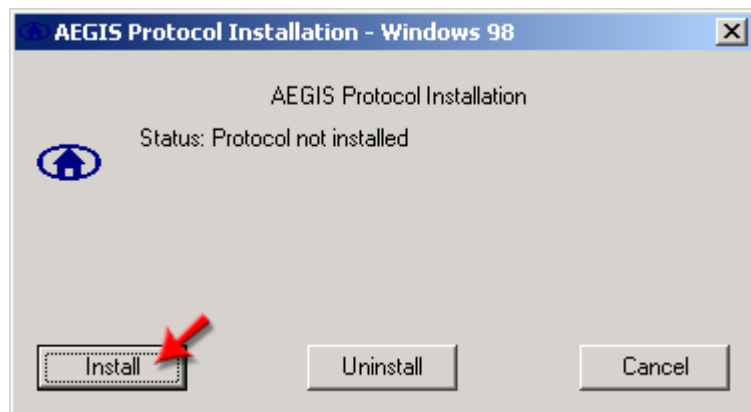 AEGIS Protocol Installation - Windows 98
AEGIS Protocol Installation
Status: Protocol not installed
Install
Uninstall
Cancel